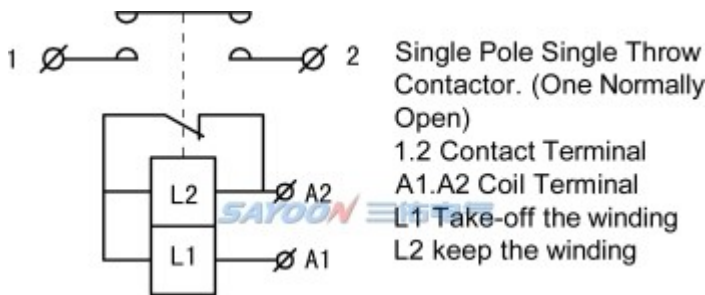 1
2
Single Pole Single Throw
Contactor. (One Normally
Open)
1.2 Contact Terminal
A1.A2 Coil Terminal
L1 Take-off the winding
L2 keep the winding
L2
A2
SAYOON
L1
A1